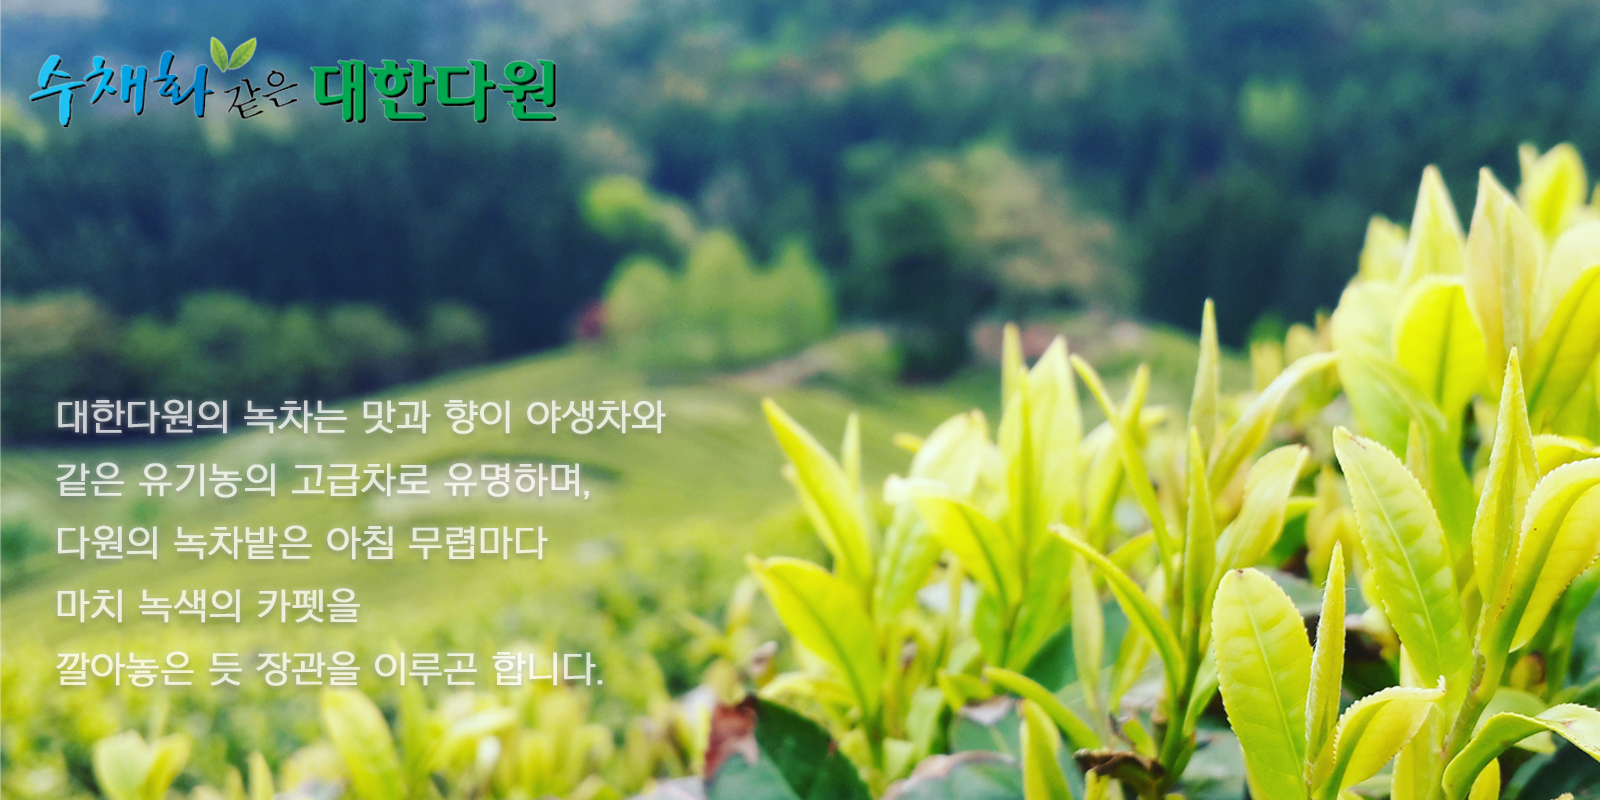 수채화 같은 대한다원
대한다원의 녹차는 맛과 향이 야생차와
같은 유기농의 고급차로 유명하며,
다원의 녹차밭은 아침 무렵마다
마치 녹색의 카펫을
깔아놓은 듯 장관을 이루곤 합니다.